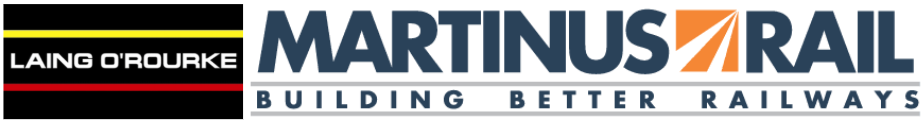 LAING O'ROURKE
MARTINUS RAIL
BUILDING BETTER RAILWAYS